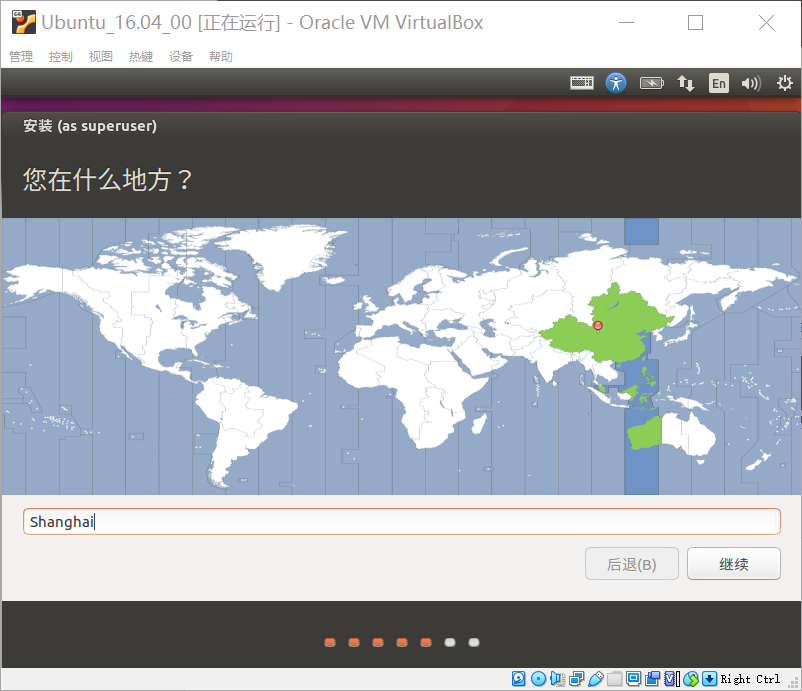 Ubuntu_16.04_00 [正在运行] - Oracle VM VirtualBox
管理 控制 视图 热键 设备 帮助
En
安装 (as superuser)
您在什么地方？
Shanghai
后退(B) 继续
Right Ctrl